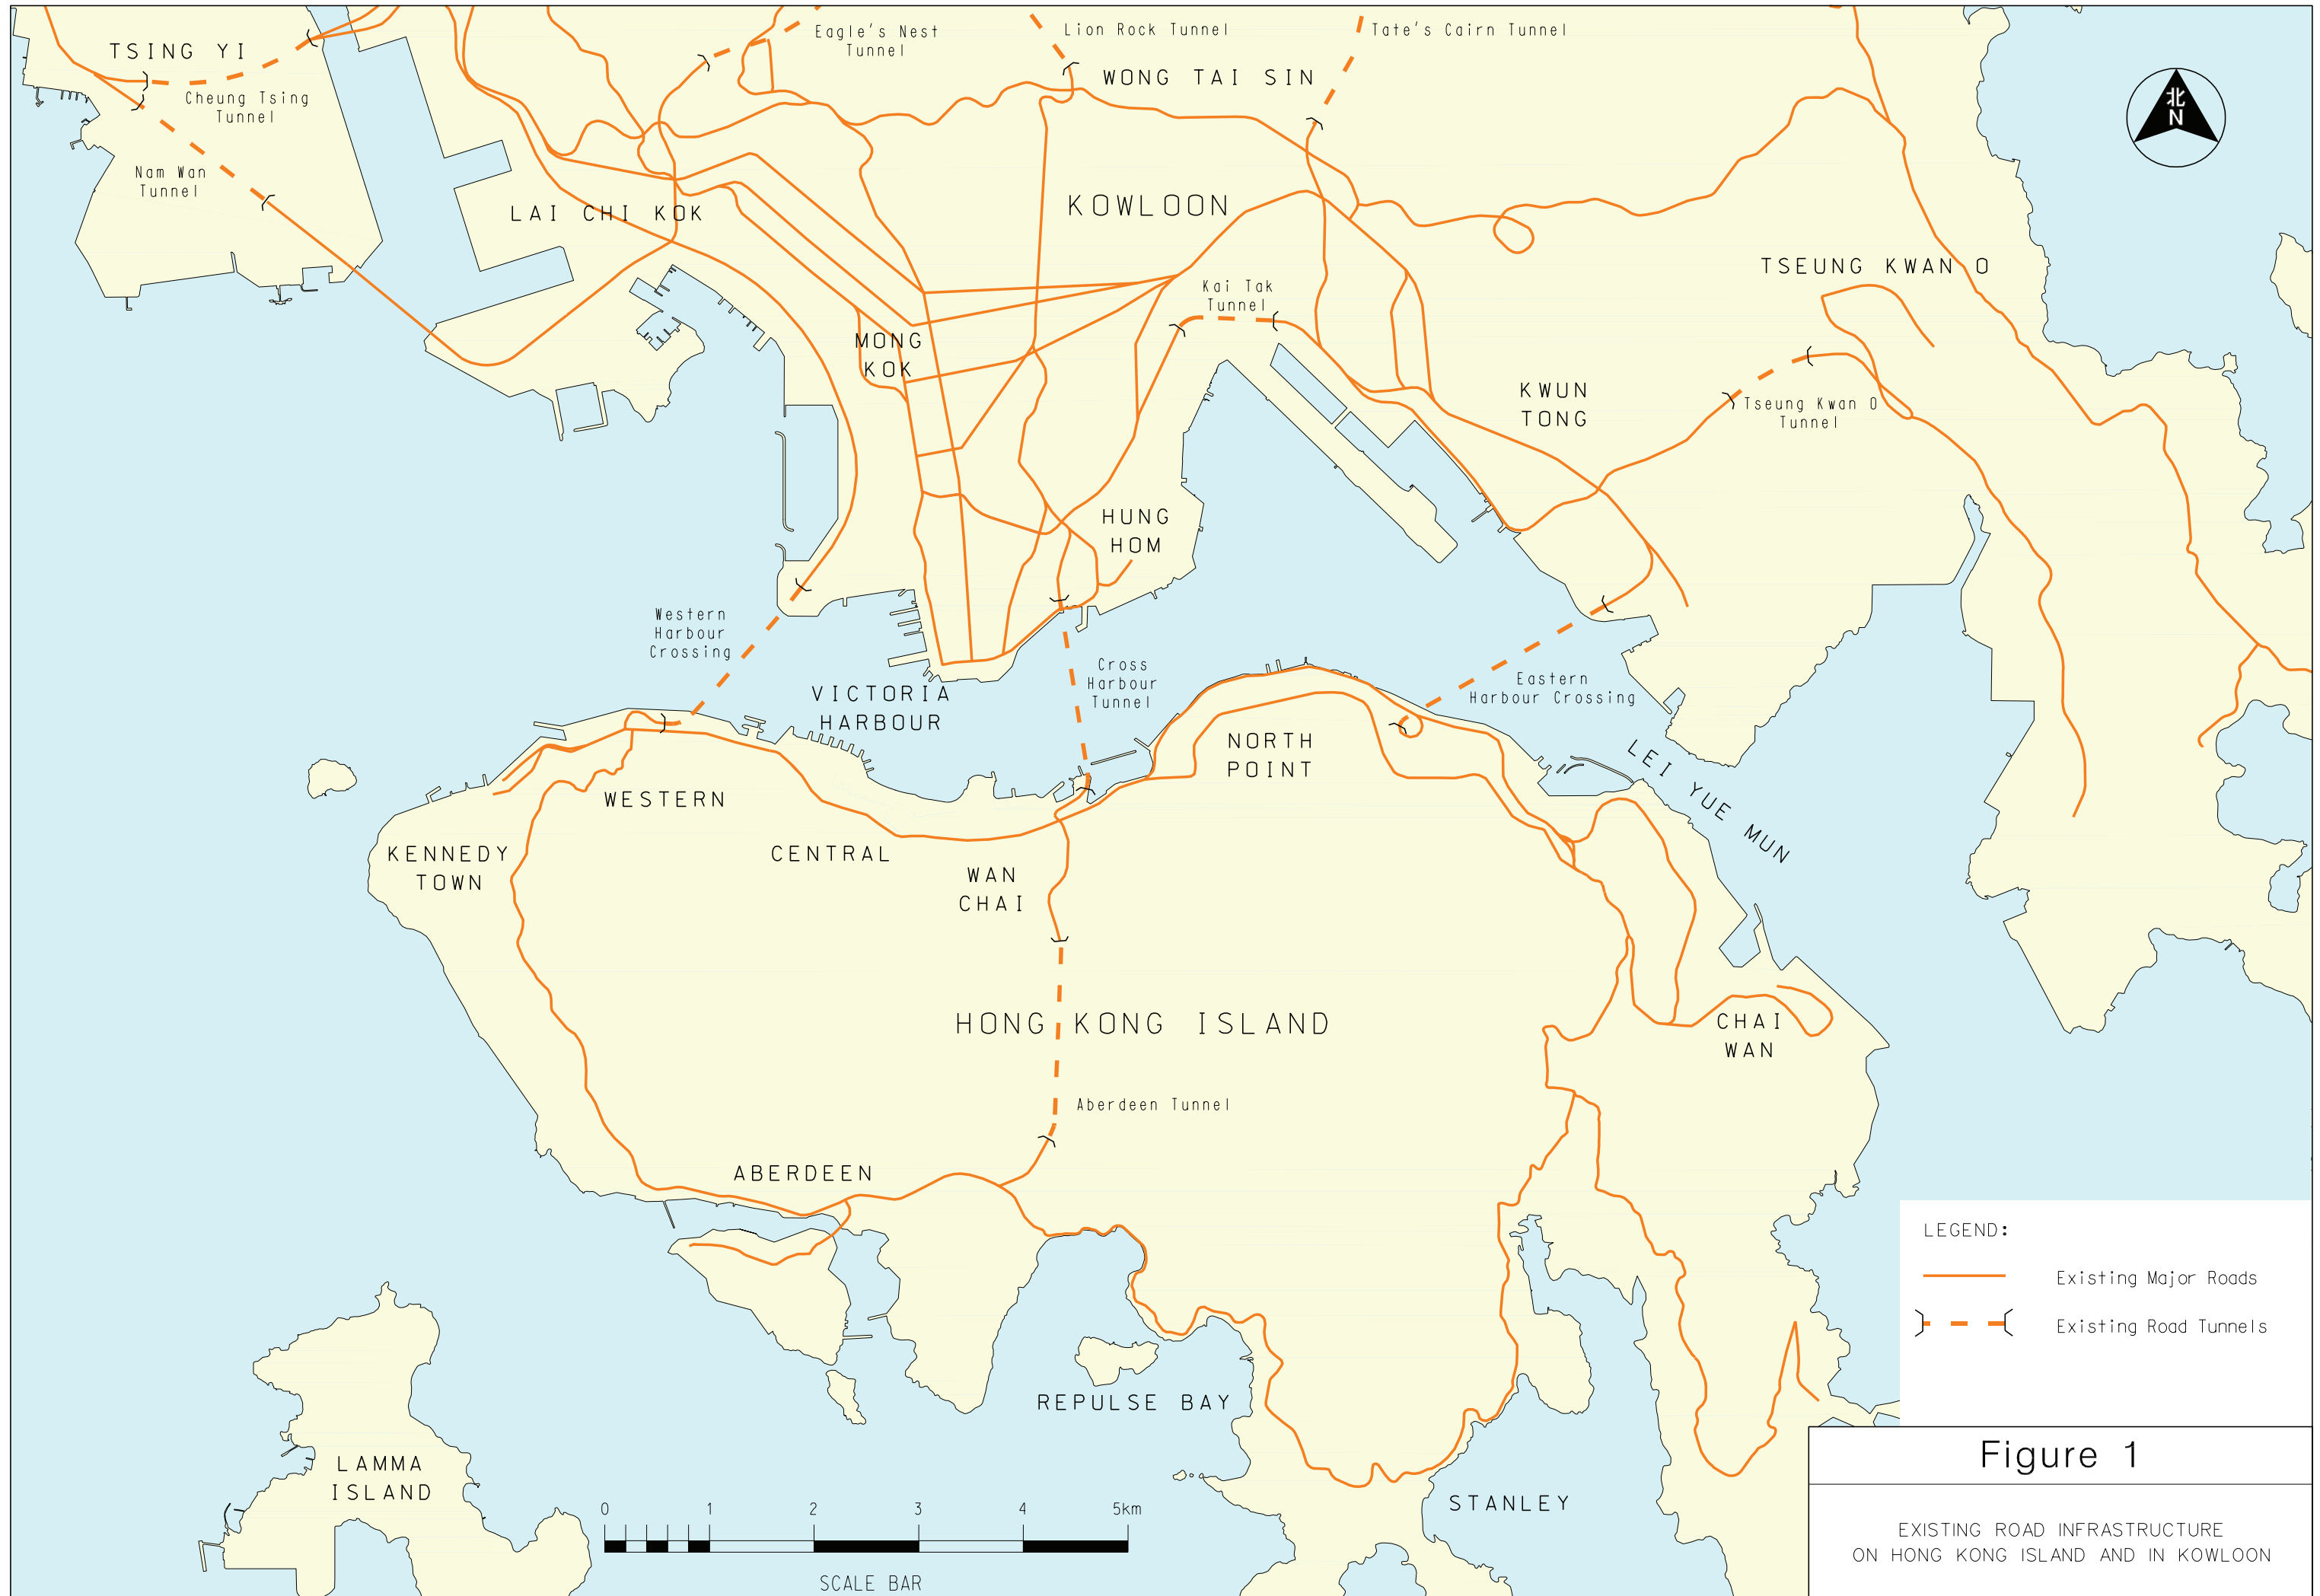 Eagle's Nest
Tunnel
Lion Rock Tunnel
Tate's Cairn Tunnel
TSING YI
WONG TAI SIN
Cheung Tsing
Tunnel
北
N
Nam Wan
Tunnel
LAI CHI KOK
KOWLOON
TSEUNG KWAN O
Kai Tak
Tunnel
MONG
KOK
KWUN
TONG
Tseung Kwan O
Tunnel
HUNG
HOM
Western
Harbour
Crossing
Cross
Harbour
Tunnel
Eastern
Harbour Crossing
VICTORIA
HARBOUR
NORTH
POINT
LEI YUE MUN
WESTERN
KENNEDY
TOWN
CENTRAL
WAN
CHAI
HONG KONG ISLAND
CHAI
WAN
Aberdeen Tunnel
ABERDEEN
LEGEND:
Existing Major Roads
Existing Road Tunnels
REPULSE BAY
LAMMA
ISLAND
STANLEY
0 1 2 3 4 5km
SCALE BAR
Figure 1
EXISTING ROAD INFRASTRUCTURE
ON HONG KONG ISLAND AND IN KOWLOON